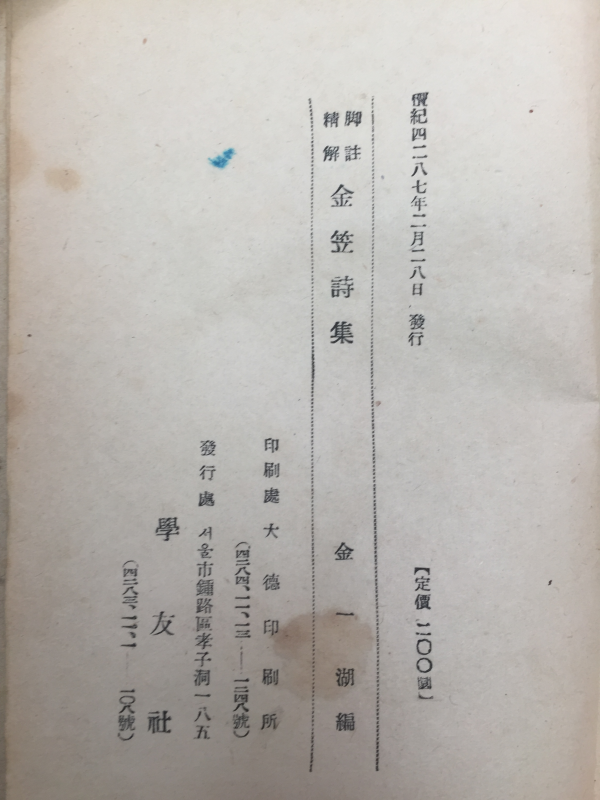 檀紀四二八七年二月二八日 發行
【定價 二〇〇圜】
脚註
精解
金笠詩集
金一湖編
印刷處 大德印刷所
(四二八四、一一、一三——一二四八號)
發行處 서울市鍾路區孝子洞一八五
學友社
(四二八三、一一、一——一〇八號)